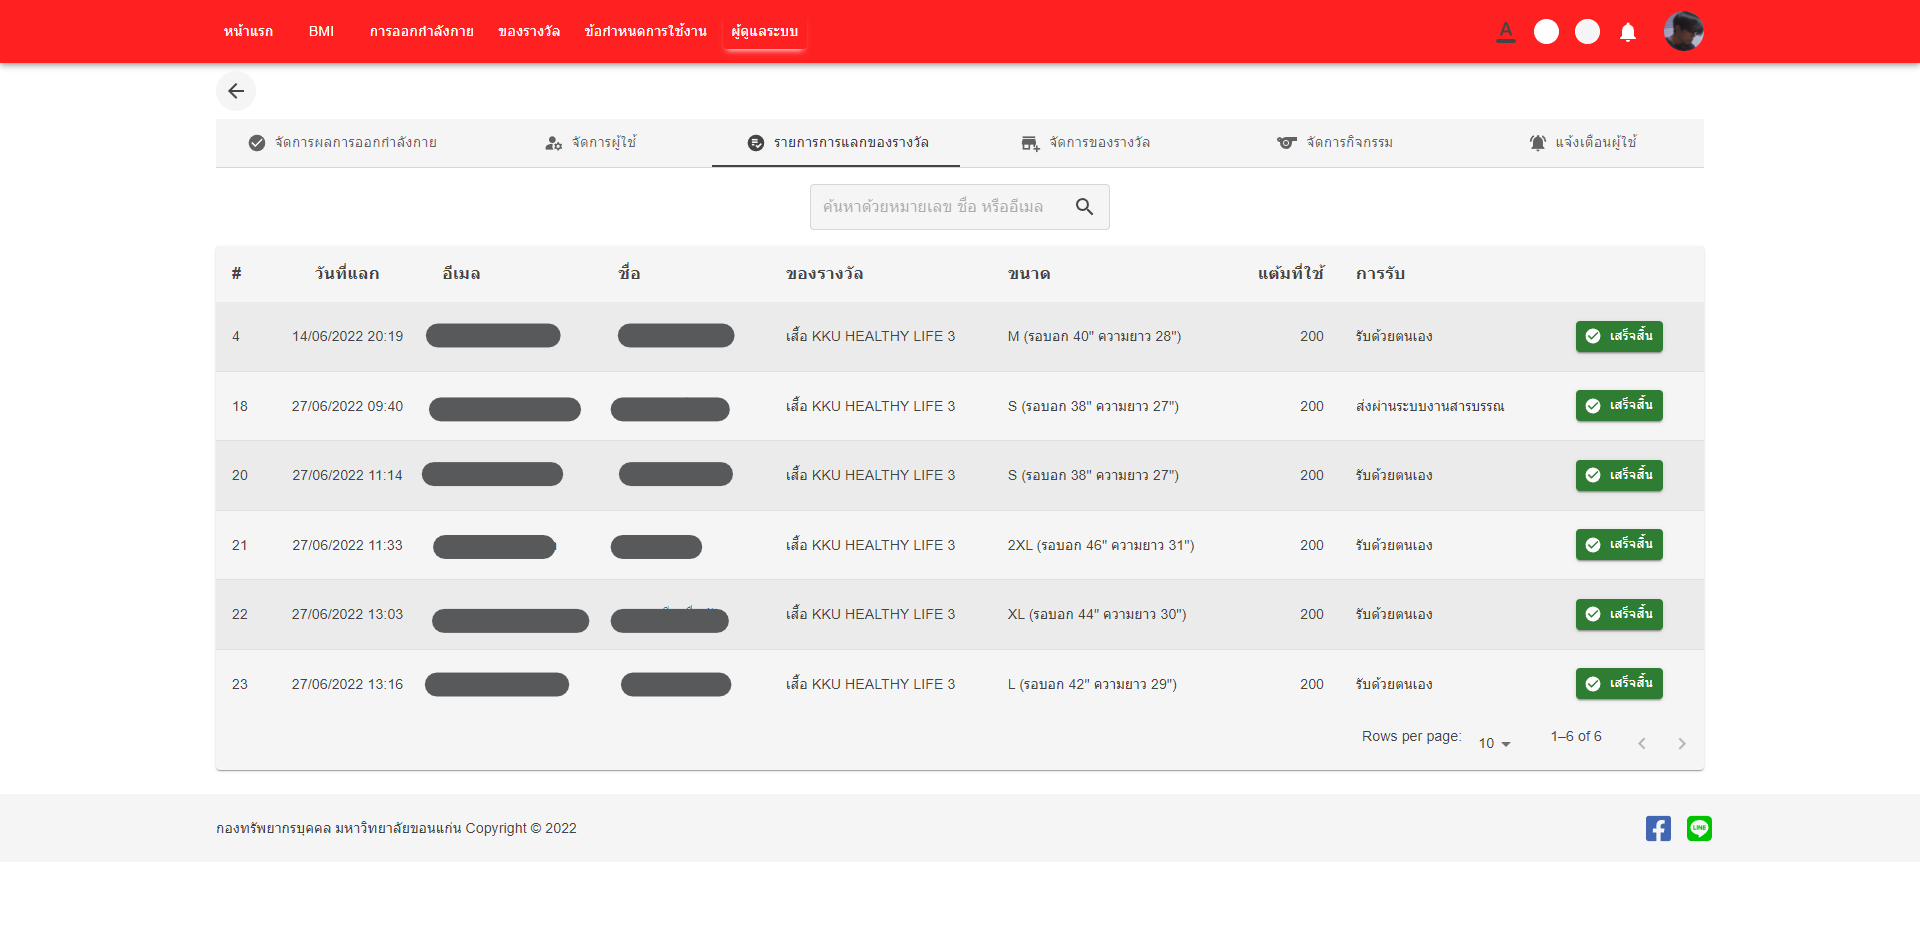 หน้าแรก BMI การออกกำลังกาย ของรางวัล ข้อกำหนดการใช้งาน ผู้ดูแลระบบ A
จัดการผลการออกกำลังกาย จัดการผู้ใช้ รายการการแลกของรางวัล จัดการของรางวัล จัดการกิจกรรม แจ้งเตือนผู้ใช้
ค้นหาด้วยหมายเลข ชื่อ หรืออีเมล
# วันที่แลก อีเมล ชื่อ ของรางวัล ขนาด แต้มที่ใช้ การรับ
4 14/06/2022 20:19 เสื้อ KKU HEALTHY LIFE 3 M (รอบอก 40" ความยาว 28") 200 รับด้วยตนเอง เสร็จสิ้น
18 27/06/2022 09:40 เสื้อ KKU HEALTHY LIFE 3 S (รอบอก 38" ความยาว 27") 200 ส่งผ่านระบบงานสารบรรณ เสร็จสิ้น
20 27/06/2022 11:14 เสื้อ KKU HEALTHY LIFE 3 S (รอบอก 38" ความยาว 27") 200 รับด้วยตนเอง เสร็จสิ้น
21 27/06/2022 11:33 เสื้อ KKU HEALTHY LIFE 3 2XL (รอบอก 46" ความยาว 31") 200 รับด้วยตนเอง เสร็จสิ้น
22 27/06/2022 13:03 เสื้อ KKU HEALTHY LIFE 3 XL (รอบอก 44" ความยาว 30") 200 รับด้วยตนเอง เสร็จสิ้น
23 27/06/2022 13:16 เสื้อ KKU HEALTHY LIFE 3 L (รอบอก 42" ความยาว 29") 200 รับด้วยตนเอง เสร็จสิ้น
Rows per page: 10 1–6 of 6
กองทรัพยากรบุคคล มหาวิทยาลัยขอนแก่น Copyright © 2022 LINE